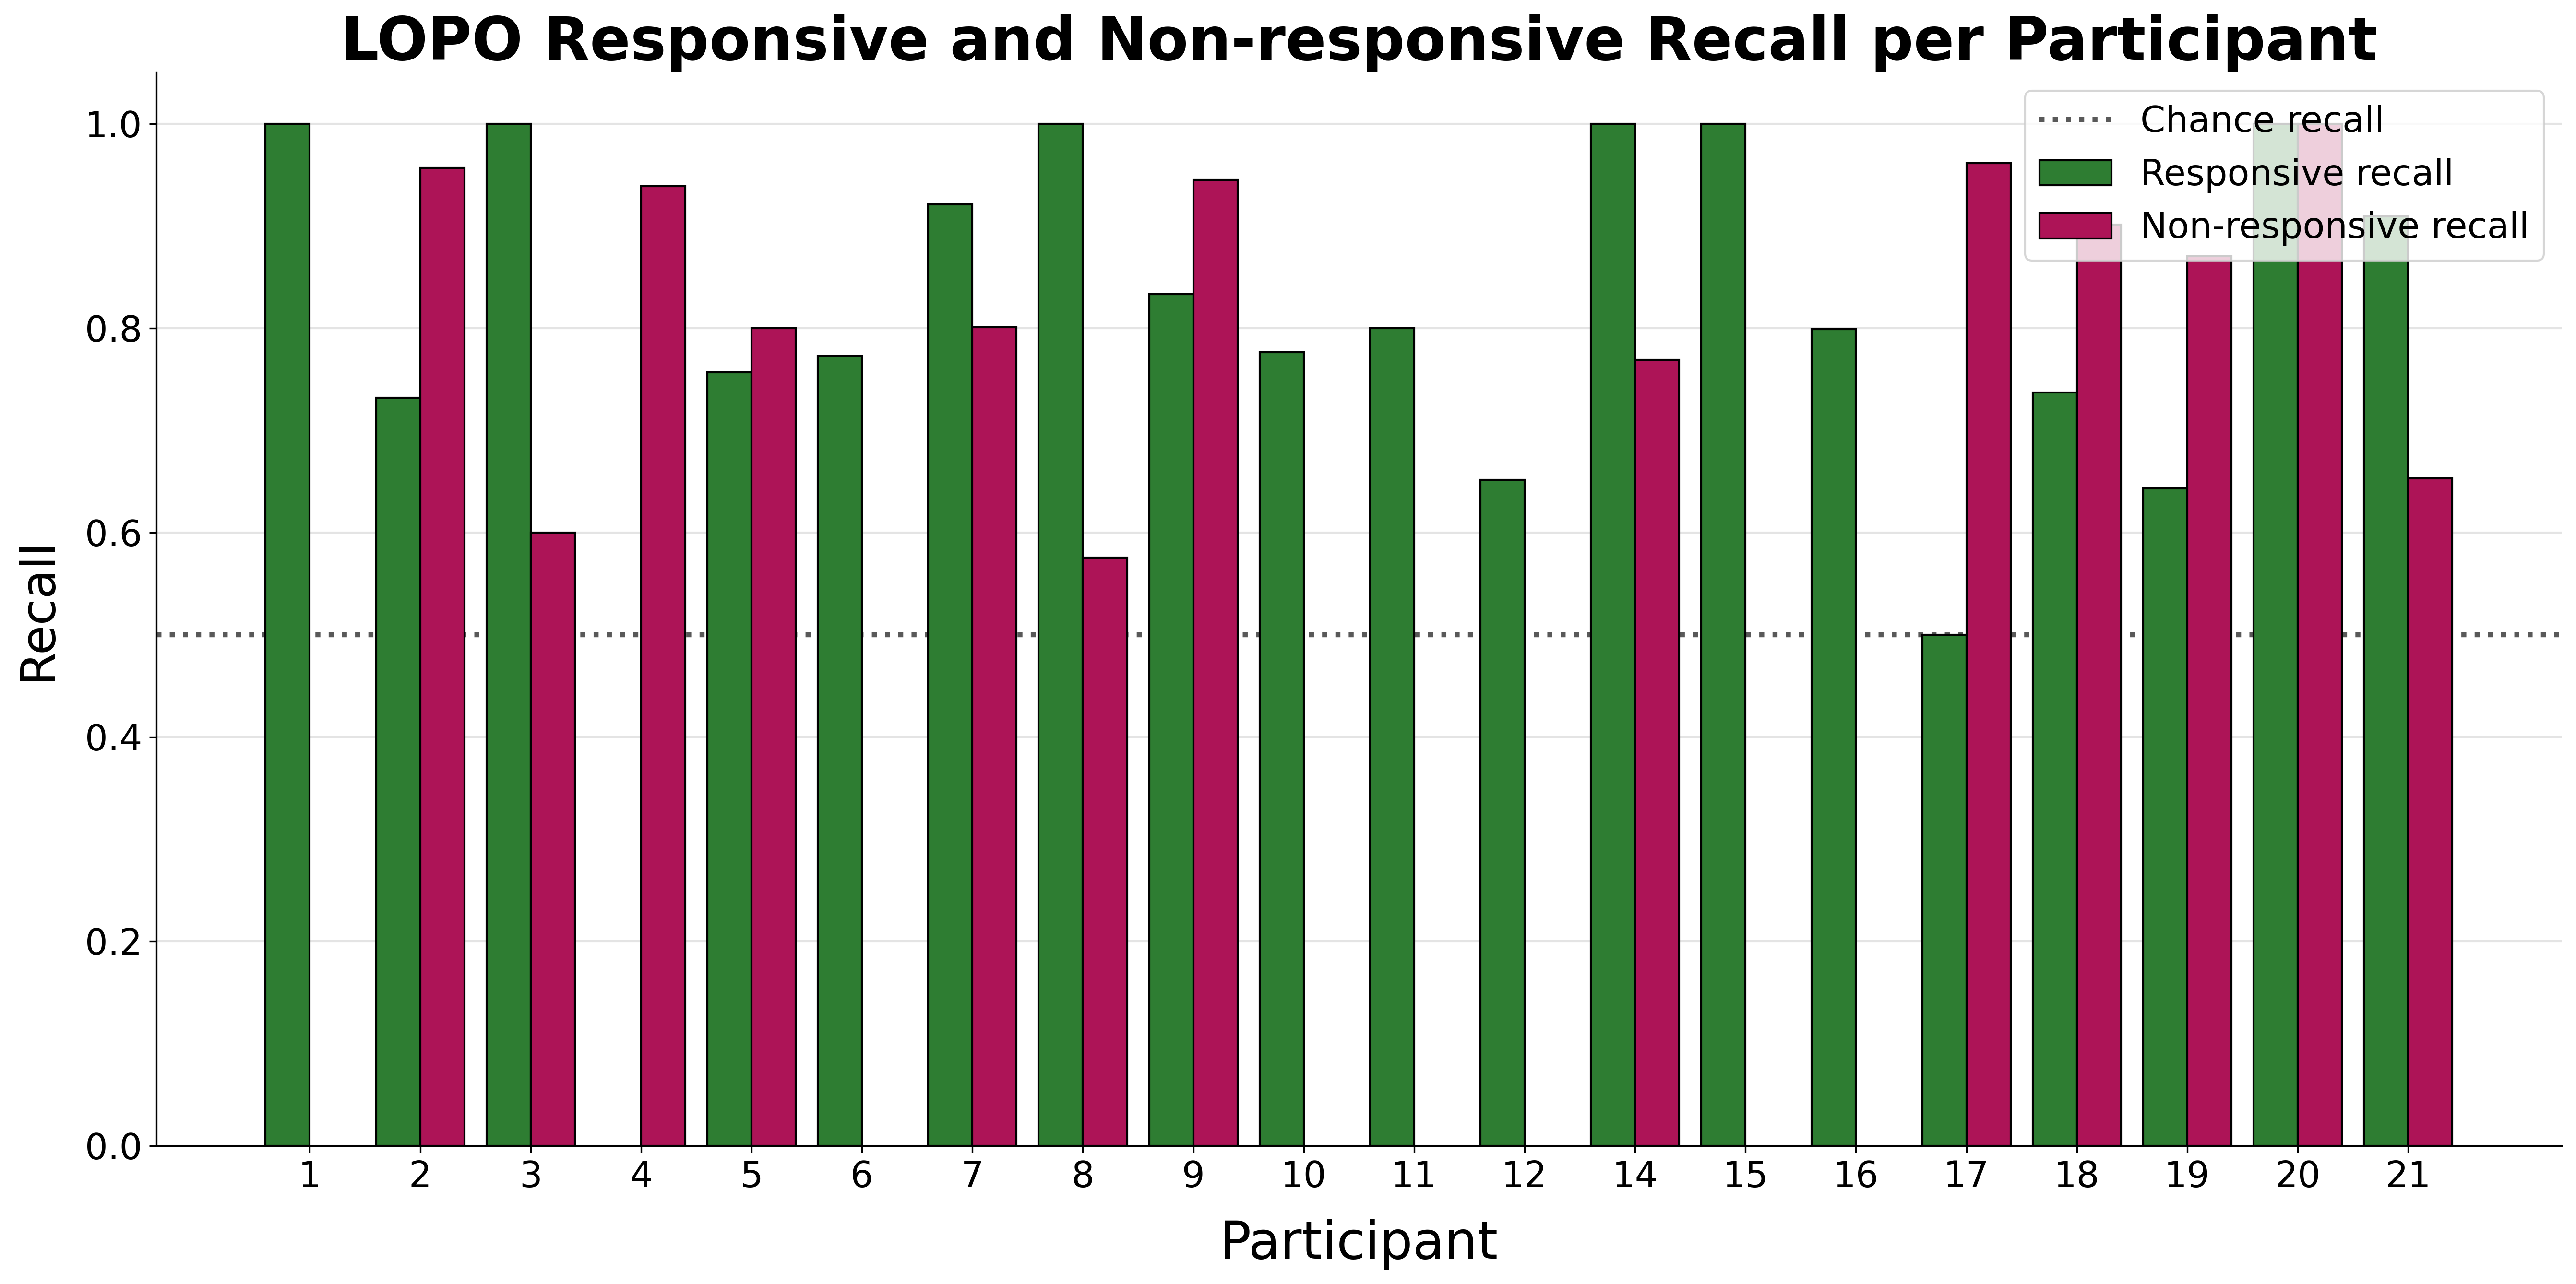 LOPO Responsive and Non-responsive Recall per Participant
Chance recall
Responsive recall
Non-responsive recall
1.0
0.8
0.6
0.4
0.2
0.0
Recall
1 2 3 4 5 6 7 8 9 10 11 12 14 15 16 17 18 19 20 21
Participant